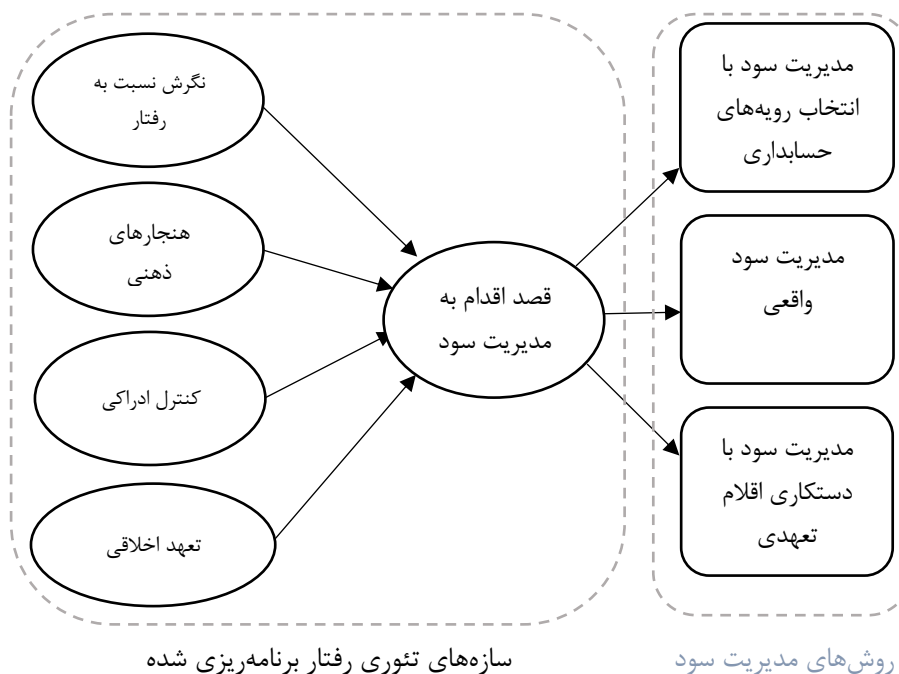 نگرش نسبت به
رفتار
هنجارهای
ذهنی
کنترل ادراکی
تعهد اخلاقی
قصد اقدام به
مدیریت سود
مدیریت سود با
انتخاب رویه‌های
حسابداری
مدیریت سود
واقعی
مدیریت سود با
دستکاری اقلام
تعهدی
سازه‌های تئوری رفتار برنامه‌ریزی شده
روش‌های مدیریت سود